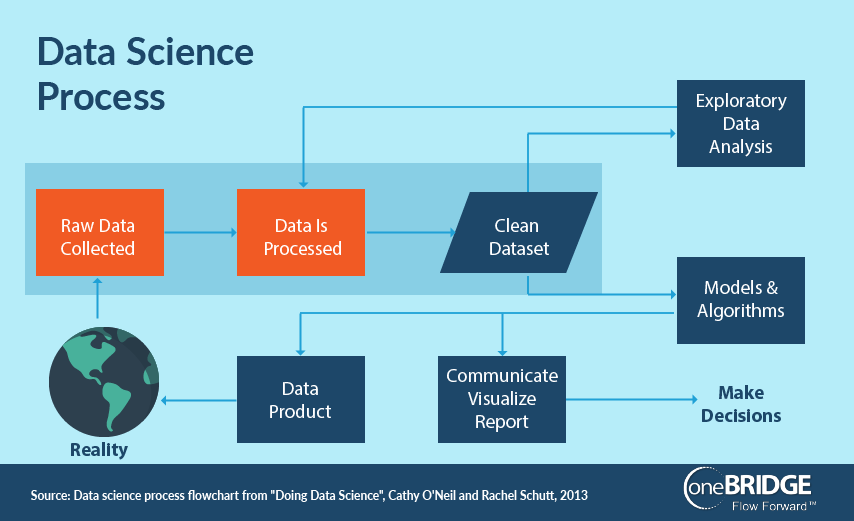 Data Science
Process
Exploratory
Data
Analysis
Raw Data
Collected
Data Is
Processed
Clean
Dataset
Models &
Algorithms
Data
Product
Communicate
Visualize
Report
Make
Decisions
Reality
Source: Data science process flowchart from "Doing Data Science", Cathy O'Neil and Rachel Schutt, 2013
oneBRIDGE
Flow Forward™